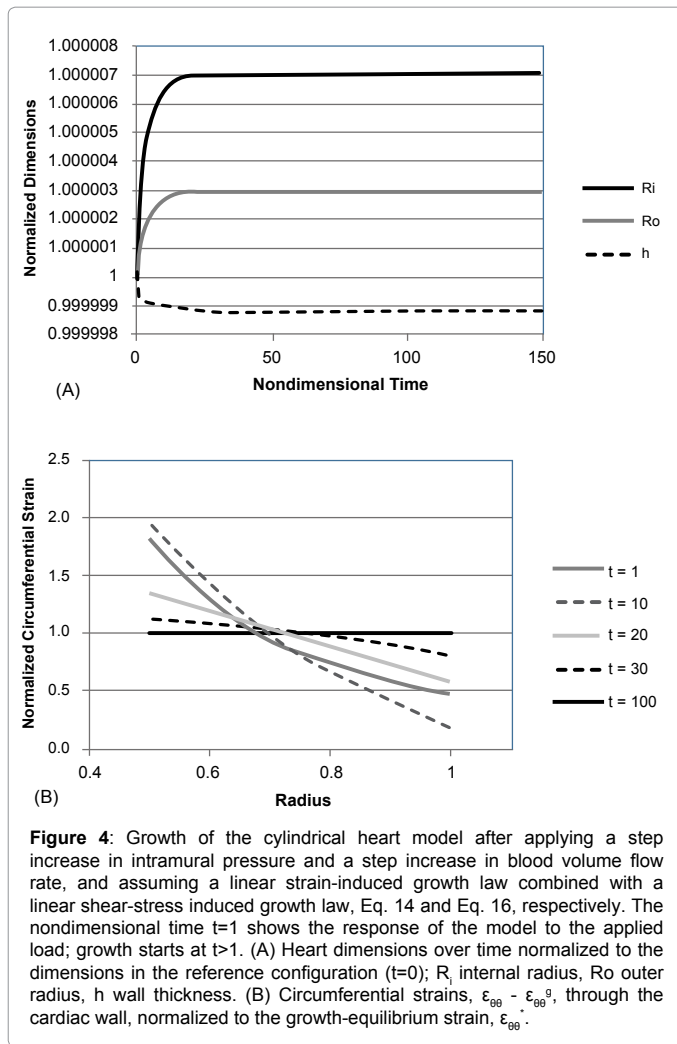 1.000008
1.000007
1.000006
1.000005
1.000004
1.000003
1.000002
1.000001
1
0.999999
0.999998
Normalized Dimensions
0 50 100 150
Nondimensional Time
(A)
Ri
Ro
h
2.5
2.0
1.5
1.0
0.5
0.0
Normalized Circumferential Strain
0.4 0.6 0.8 1
Radius
(B)
t = 1
t = 10
t = 20
t = 30
t = 100
Figure 4: Growth of the cylindrical heart model after applying a step
increase in intramural pressure and a step increase in blood volume flow
rate, and assuming a linear strain-induced growth law combined with a
linear shear-stress induced growth law, Eq. 14 and Eq. 16, respectively. The
nondimensional time t=1 shows the response of the model to the applied
load; growth starts at t>1. (A) Heart dimensions over time normalized to the
dimensions in the reference configuration (t=0); Ri internal radius, Ro outer
radius, h wall thickness. (B) Circumferential strains, εθθ - εθθg, through the
cardiac wall, normalized to the growth-equilibrium strain, εθθ*.